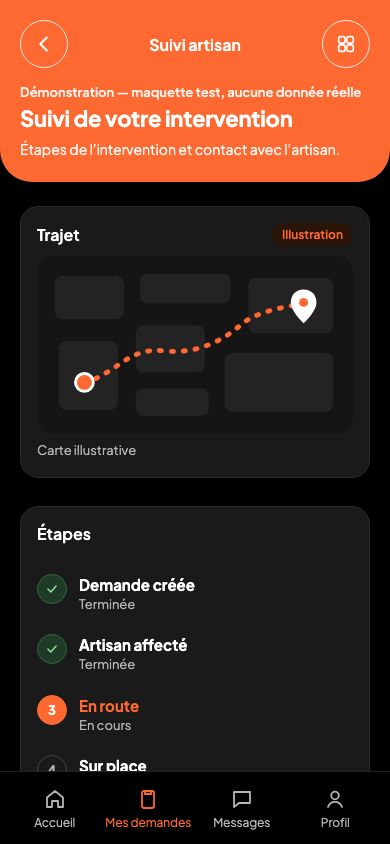 Suivi artisan
Démonstration — maquette test, aucune donnée réelle
Suivi de votre intervention
Étapes de l'intervention et contact avec l'artisan.
Trajet
Illustration
Carte illustrative
Étapes
Demande créée
Terminée
Artisan affecté
Terminée
3
En route
En cours
4
Sur place
Accueil
Mes demandes
Messages
Profil